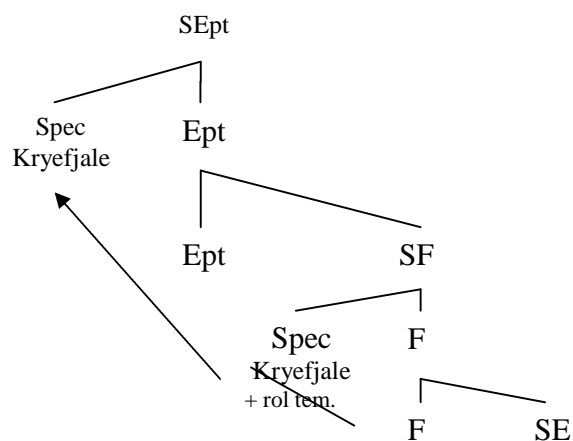 SEpt
Spec
Kryefjale
Ept
Ept
SF
Spec
Kryefjale
+ rol tem.
F
F
SE